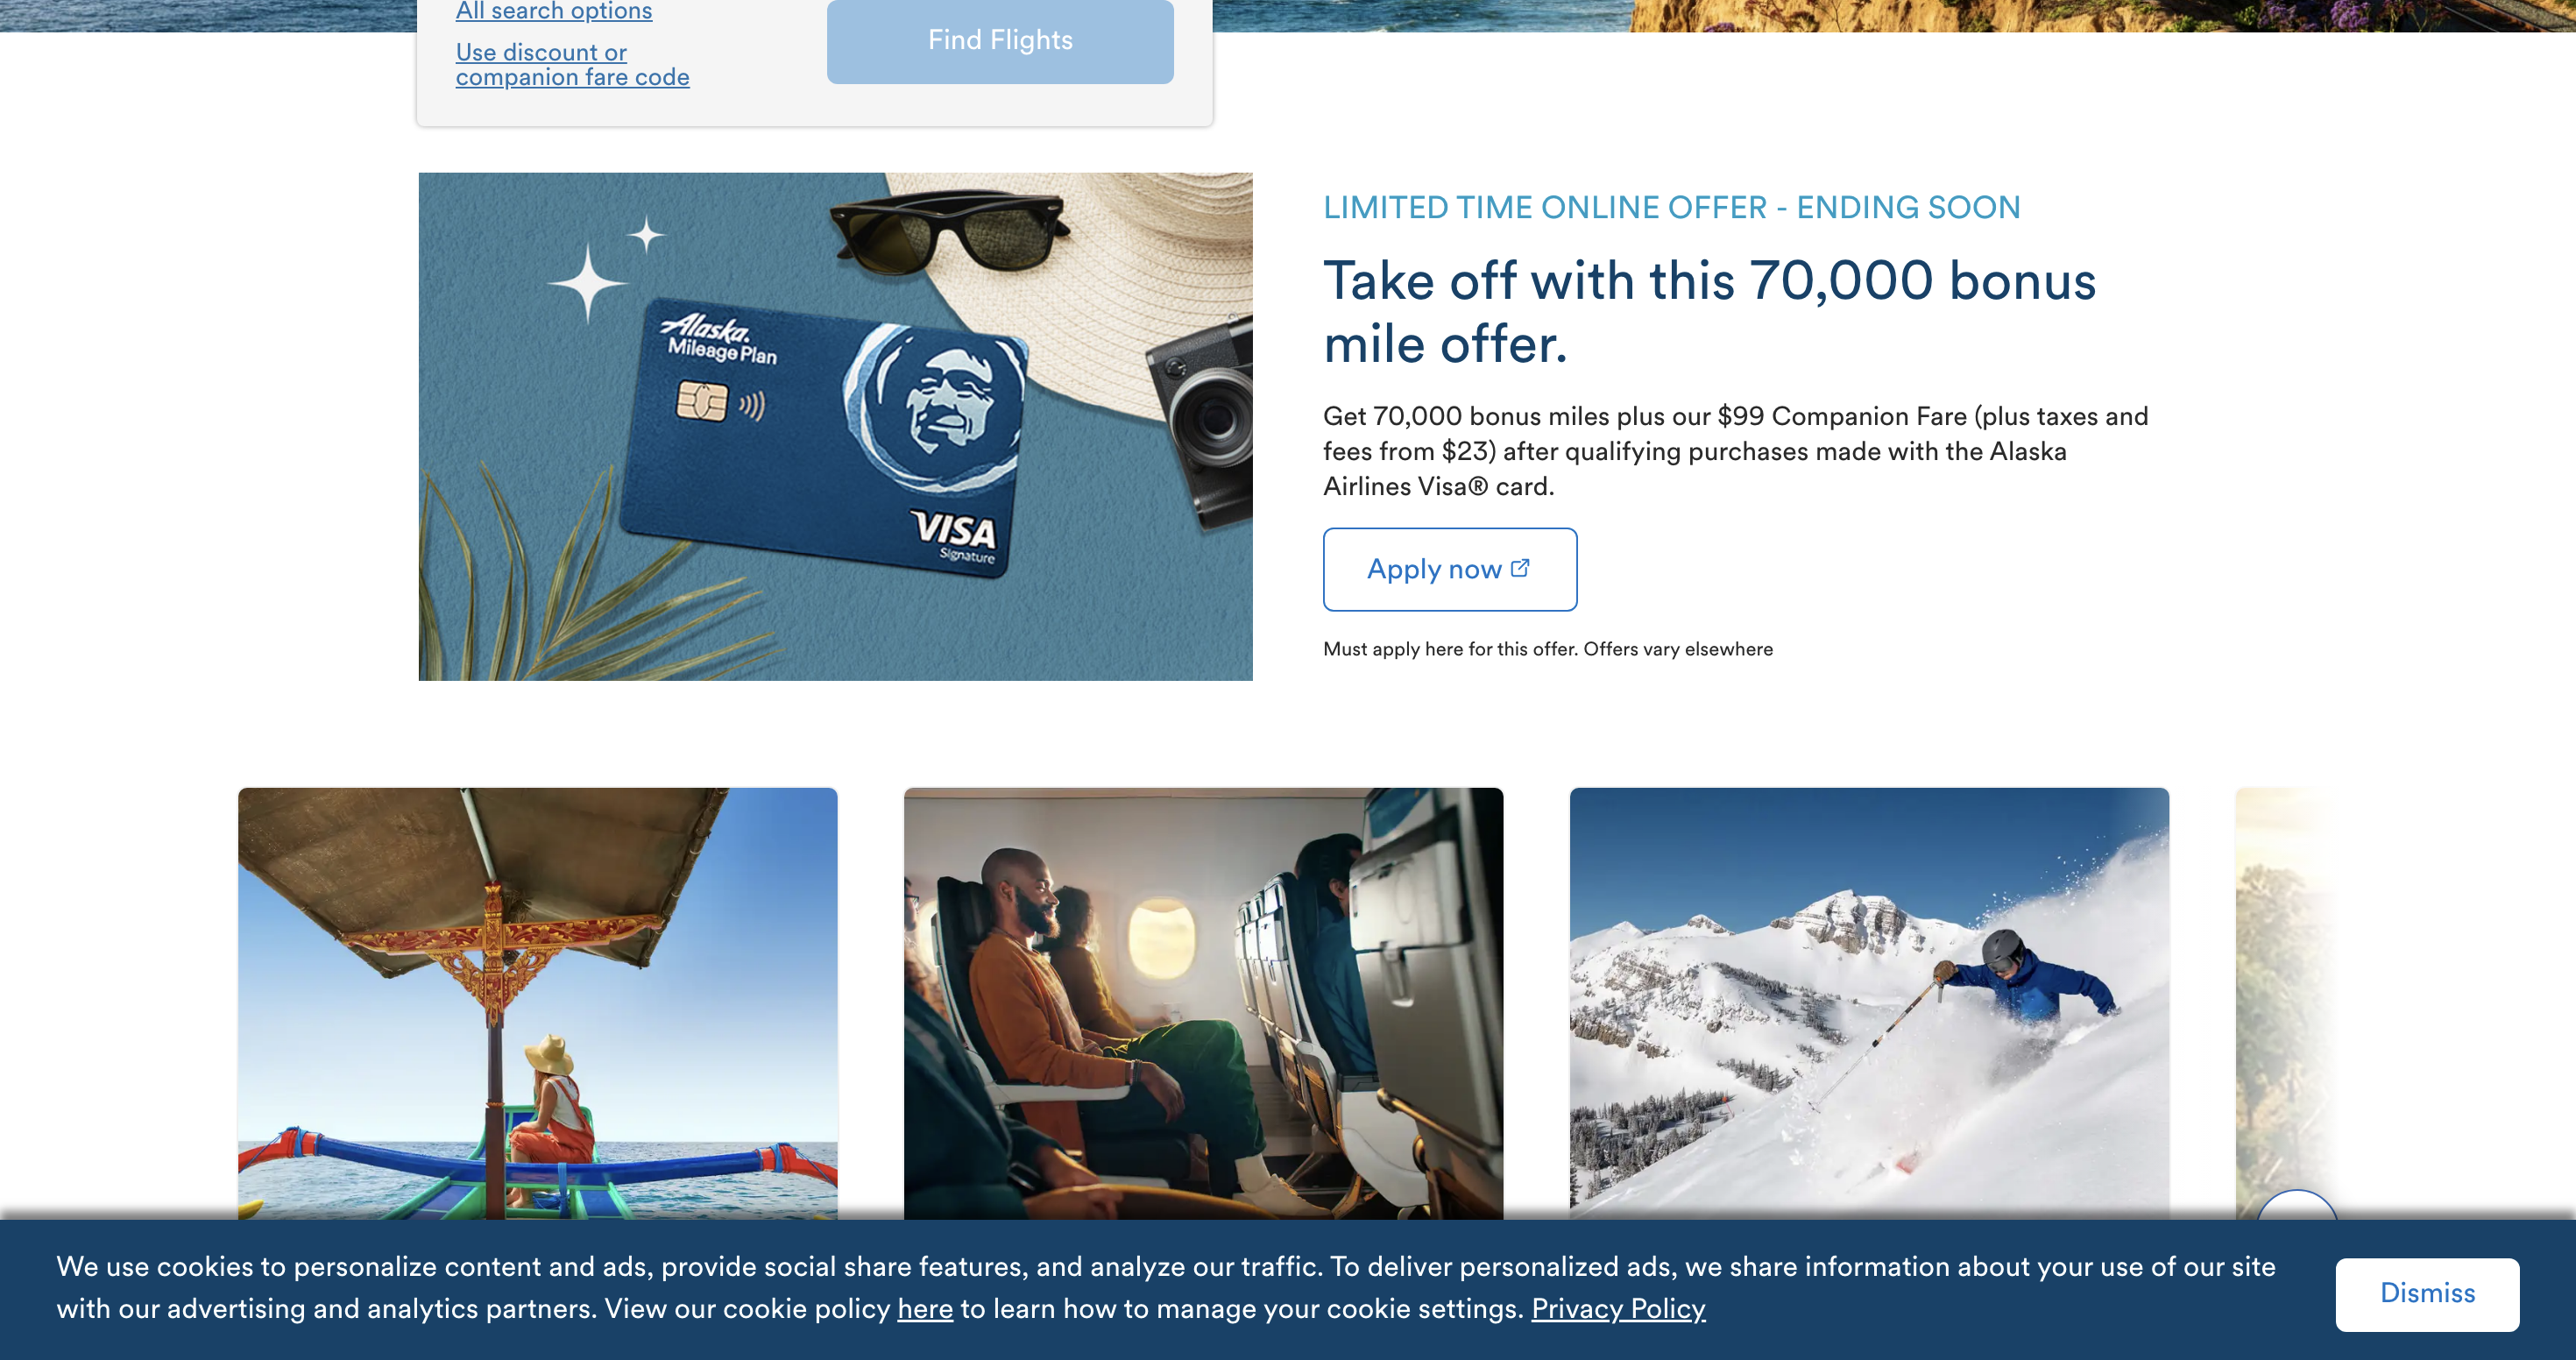 All search options
Use discount or
companion fare code
Find Flights
Alaska.
Mileage Plan
VISA
Signature
LIMITED TIME ONLINE OFFER - ENDING SOON
Take off with this 70,000 bonus
mile offer.
Get 70,000 bonus miles plus our $99 Companion Fare (plus taxes and
fees from $23) after qualifying purchases made with the Alaska
Airlines Visa® card.
Apply now
Must apply here for this offer. Offers vary elsewhere
We use cookies to personalize content and ads, provide social share features, and analyze our traffic. To deliver personalized ads, we share information about your use of our site
with our advertising and analytics partners. View our cookie policy here to learn how to manage your cookie settings. Privacy Policy
Dismiss